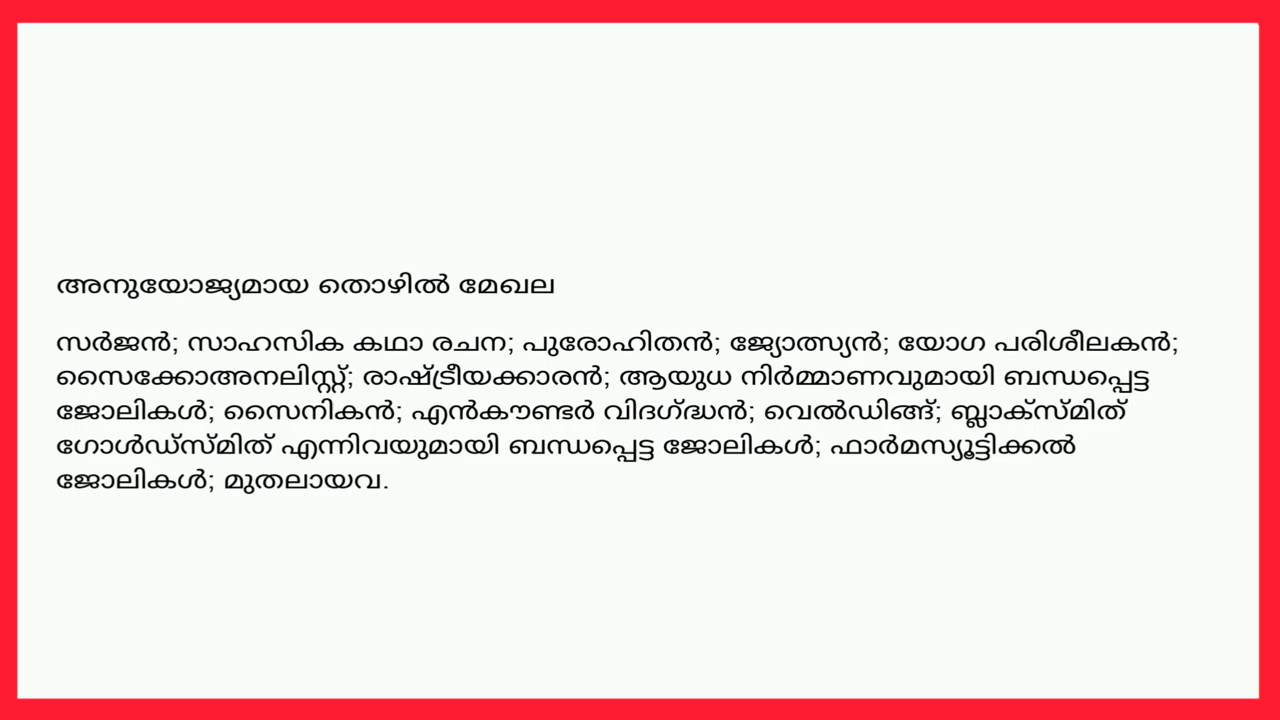 അനുയോജ്യമായ തൊഴിൽ മേഖല
സർജൻ; സാഹസിക കഥാ രചന; പുരോഹിതൻ; ജ്യോത്സ്യൻ; യോഗ പരിശീലകൻ;
സൈക്കോഅനലിസ്റ്റ്; രാഷ്ട്രീയക്കാരൻ; ആയുധ നിർമ്മാണവുമായി ബന്ധപ്പെട്ട
ജോലികൾ; സൈനികൻ; എൻകൗണ്ടർ വിദഗ്ദ്ധൻ; വെൽഡിങ്ങ്; ബ്ലാക്സ്മിത്
ഗോൾഡ്സ്മിത് എന്നിവയുമായി ബന്ധപ്പെട്ട ജോലികൾ; ഫാർമസ്യൂട്ടിക്കൽ
ജോലികൾ; മുതലായവ.